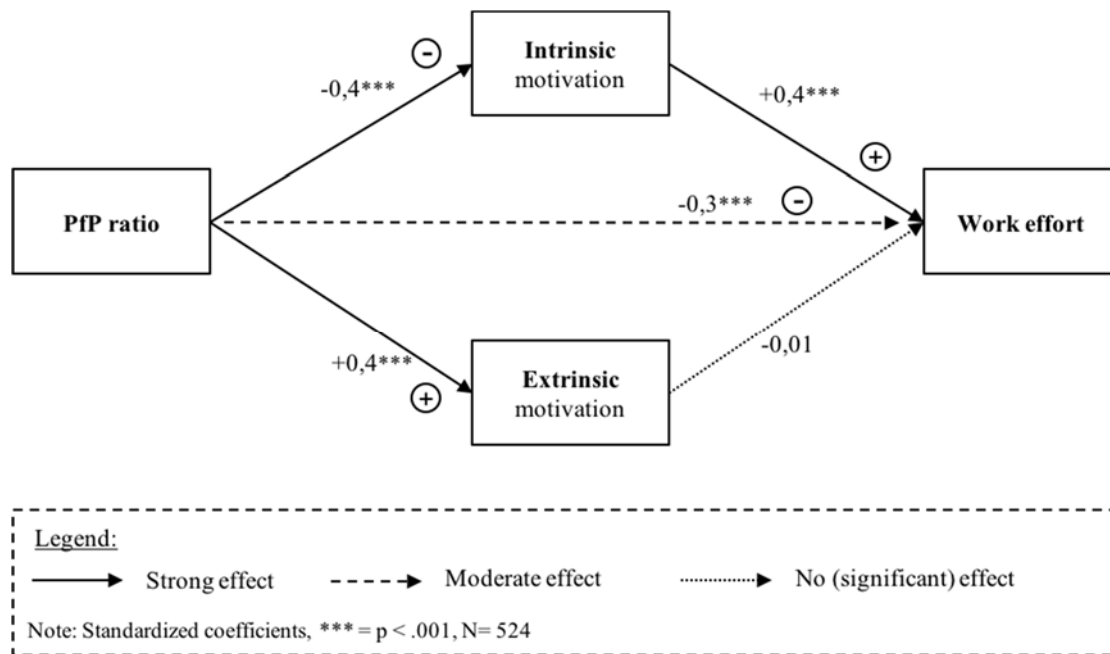 Intrinsic
motivation
-
-0,4***
+0,4***
+
PfP ratio
-0,3***
-
Work effort
+0,4***
+
Extrinsic
motivation
-0,01
Legend:
Strong effect
Moderate effect
No (significant) effect
Note: Standardized coefficients, *** = p < .001, N= 524